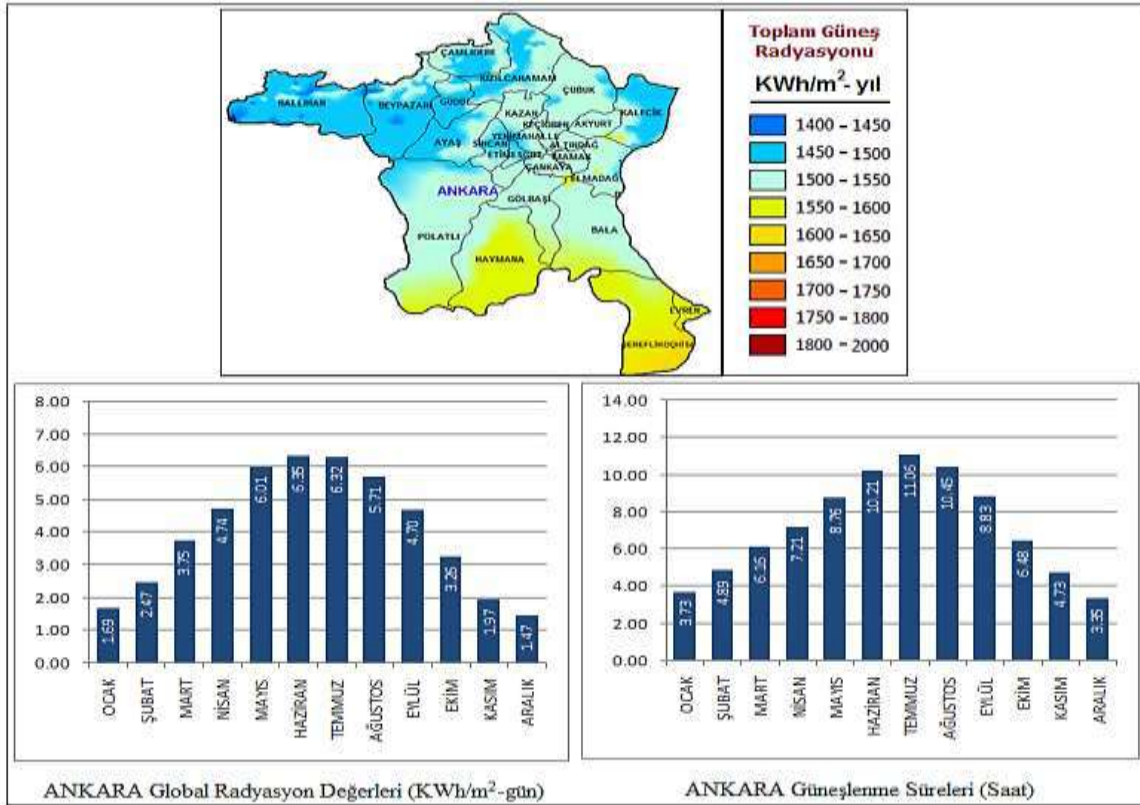 Toplam Güneş
Radyasyonu
KWh/m²- yıl
1400 - 1450
1450 - 1500
1500 - 1550
1550 - 1600
1600 - 1650
1650 - 1700
1700 - 1750
1750 - 1800
1800 - 2000
ÇAMLIDERE
KIZILCAHAMAM
ÇUBUK
NALLIHAN
BEYPAZARI
GÜDÜL
KAZAN
KALECİK
KEÇİÖREN
AKYURT
AYAŞ
SİNCAN
YENİMAHALLE
ALTINDAĞ
ETİMESGUT
MAMAK
ÇANKAYA
ELMADAĞ
ANKARA
GÖLBAŞI
POLATLI
BALA
HAYMANA
EVREN
8.00
7.00
6.00
5.00
4.00
3.00
2.00
1.00
0.00
1.69
2.47
3.75
4.74
6.01
6.35
6.32
5.71
4.70
3.26
1.97
1.47
OCAK
ŞUBAT
MART
NİSAN
MAYIS
HAZİRAN
TEMMUZ
AĞUSTOS
EYLÜL
EKİM
KASIM
ARALIK
ANKARA Global Radyasyon Değerleri (KWh/m²-gün)
14.00
12.00
10.00
8.00
6.00
4.00
2.00
0.00
3.73
4.89
6.16
7.21
8.76
10.21
11.06
10.45
8.83
6.48
4.73
3.35
OCAK
ŞUBAT
MART
NİSAN
MAYIS
HAZİRAN
TEMMUZ
AĞUSTOS
EYLÜL
EKİM
KASIM
ARALIK
ANKARA Güneşlenme Süreleri (Saat)